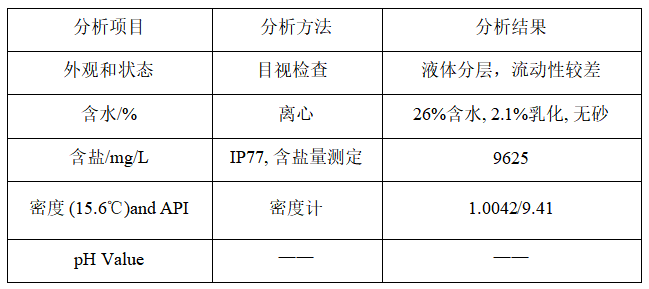 分析项目 分析方法 分析结果
外观和状态 目视检查 液体分层，流动性较差
含水/% 离心 26%含水, 2.1%乳化, 无砂
含盐/mg/L IP77, 含盐量测定 9625
密度 (15.6℃)and API 密度计 1.0042/9.41
pH Value —— ——